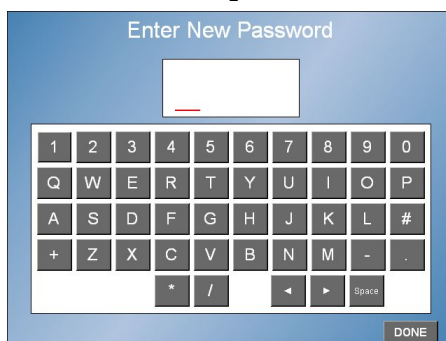 Enter New Password
1 2 3 4 5 6 7 8 9 0
Q W E R T Y U I O P
A S D F G H J K L #
+ Z X C V B N M - .
* / ◄ ► Space
DONE